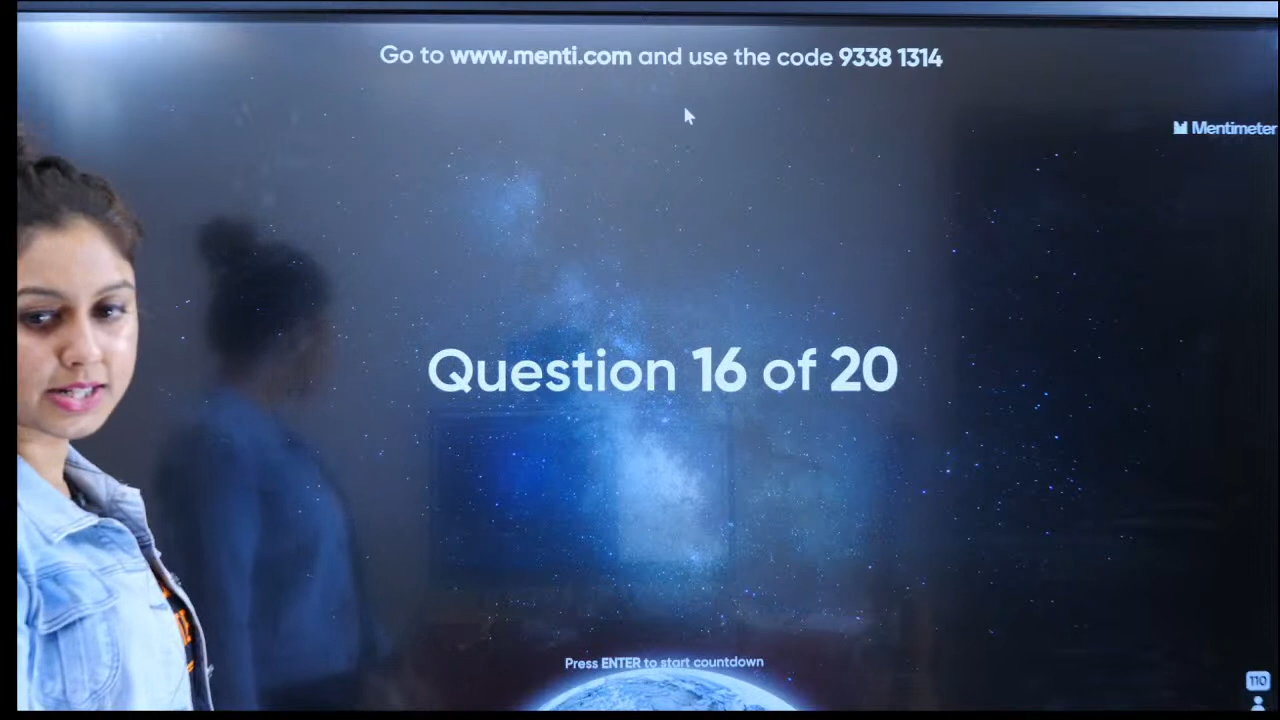 Go to www.menti.com and use the code 9338 1314
Mentimeter
Question 16 of 20
Press ENTER to start countdown
110